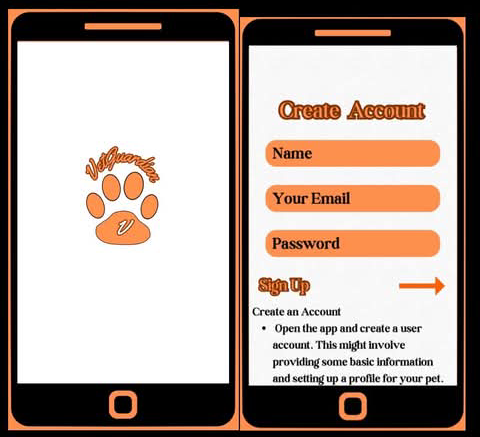 VetGuardian
V
Create Account
Name
Your Email
Password
Sign Up
Create an Account
• Open the app and create a user
account. This might involve
providing some basic information
and setting up a profile for your pet.